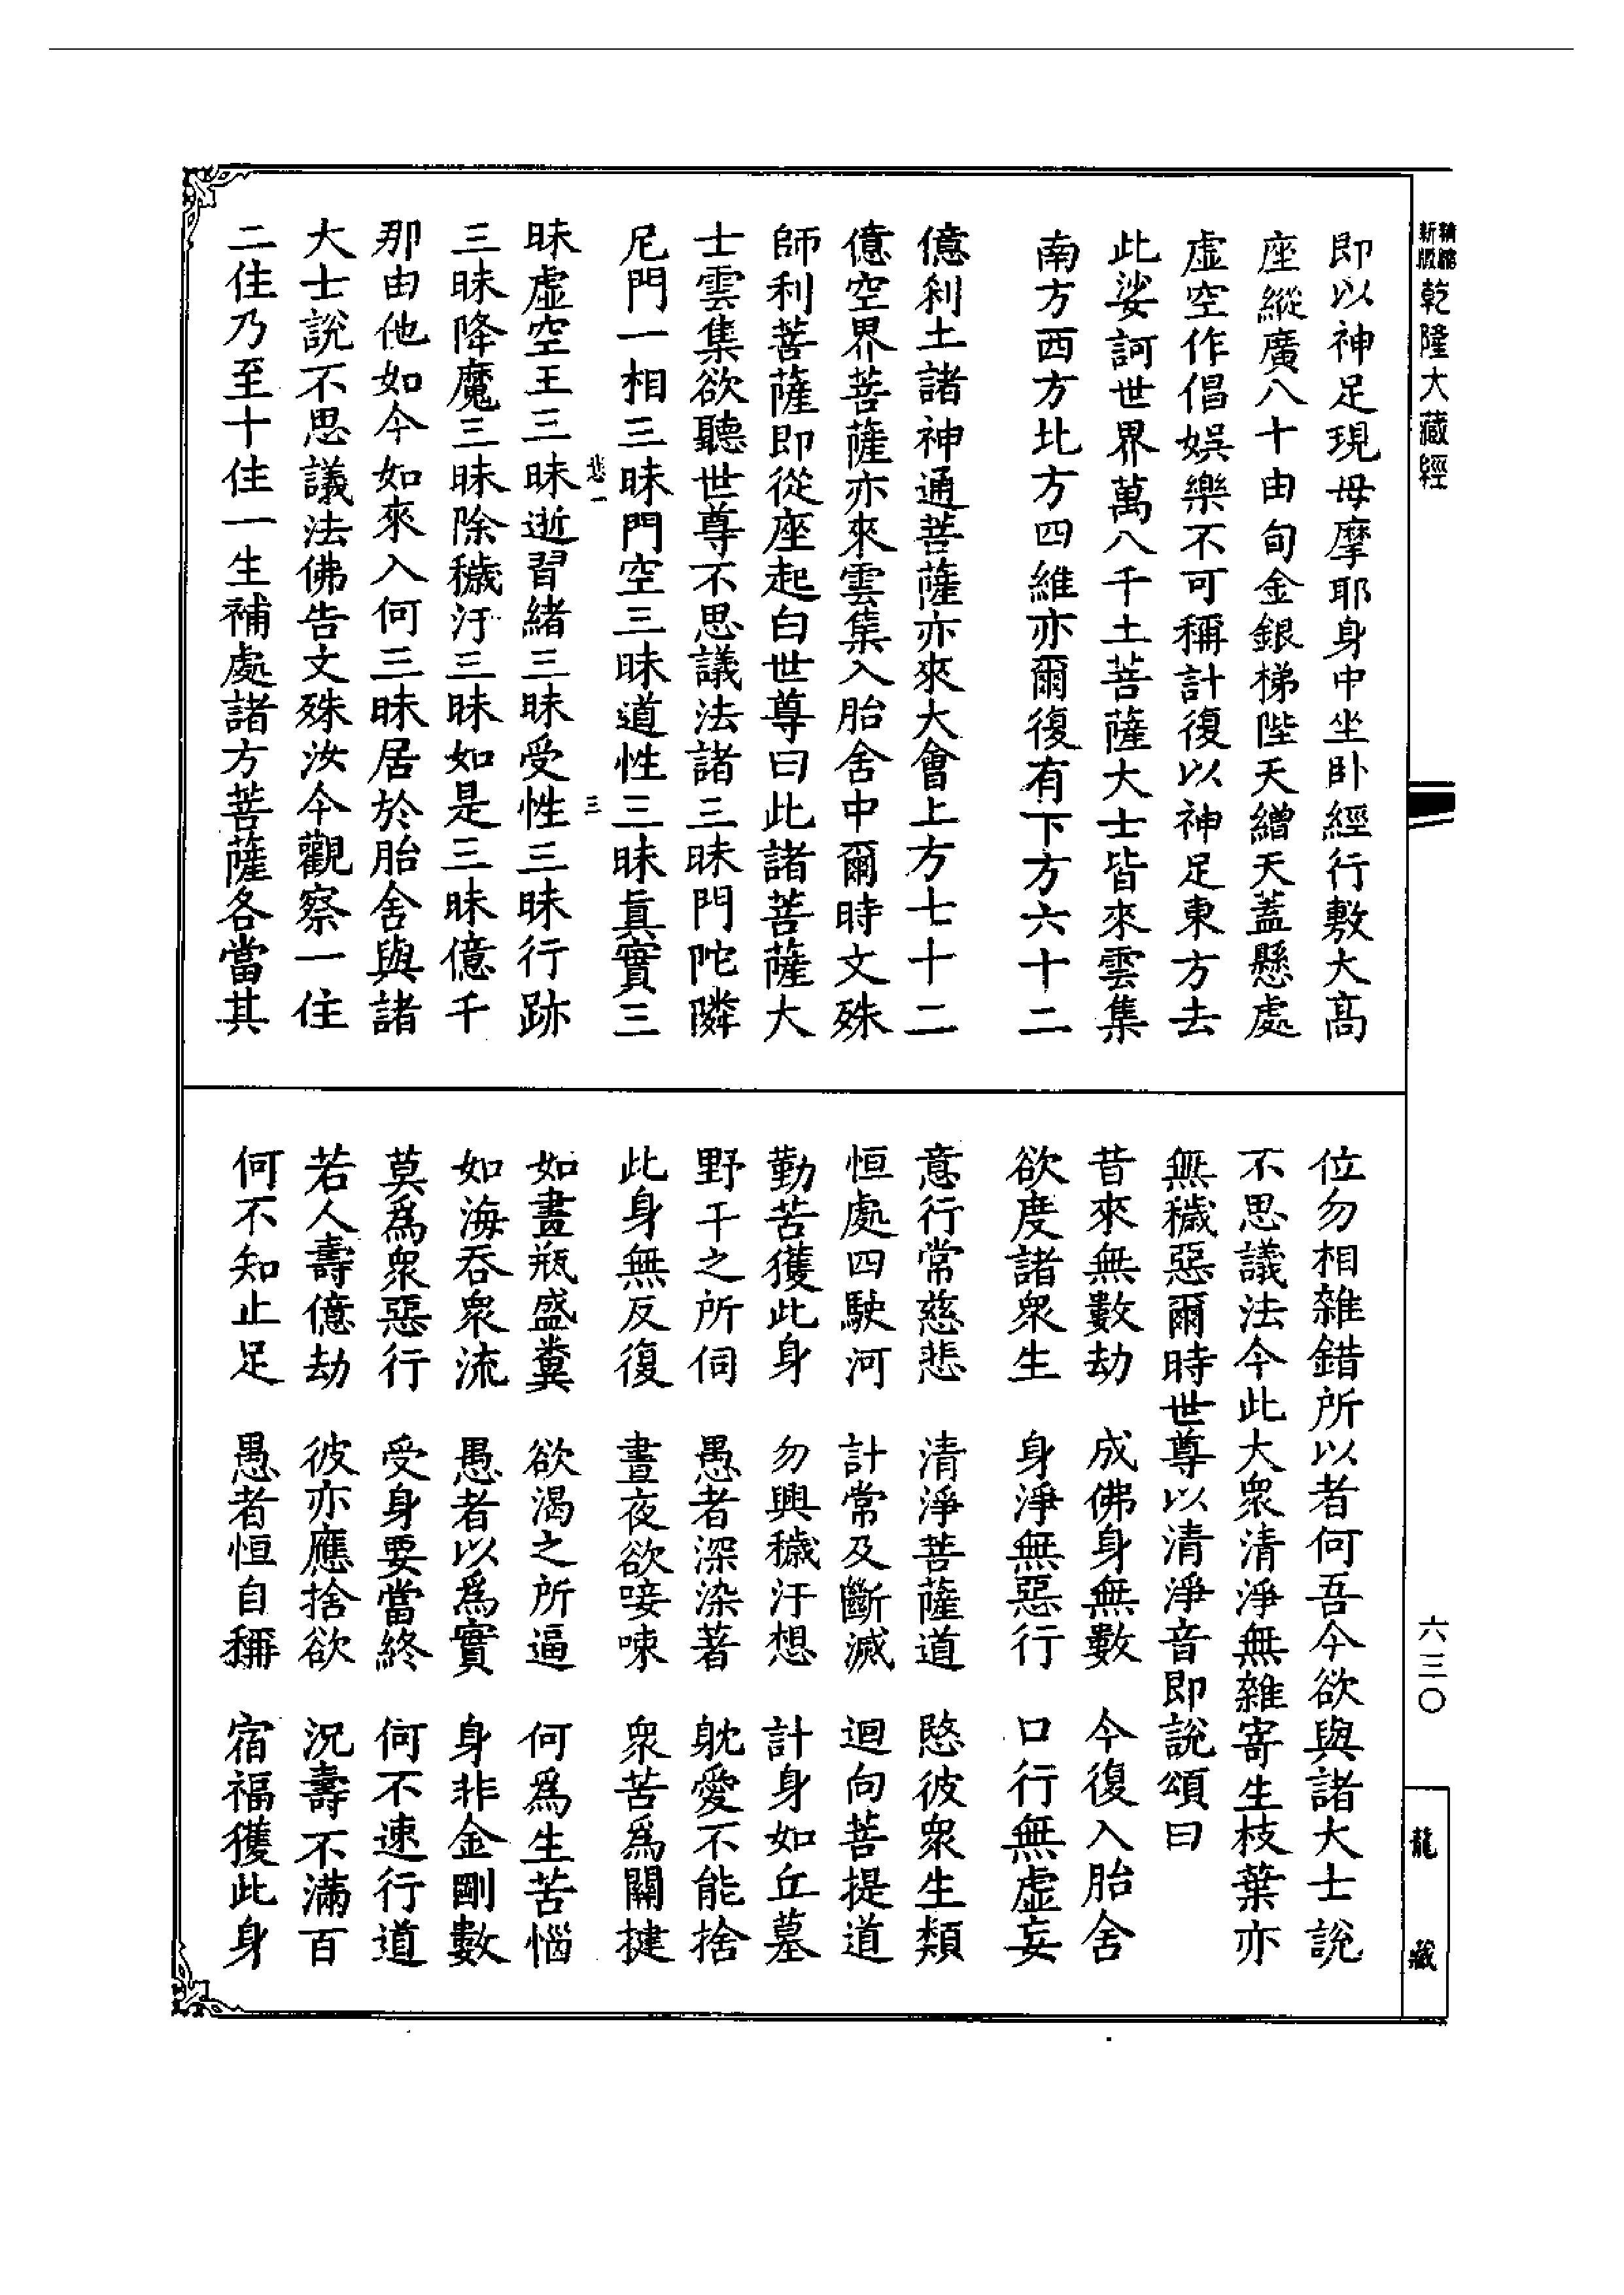 精縮新版乾隆大藏經
即以神足現母摩耶身中坐卧經行敷大高
座縱廣八十由旬金銀梯陛天繒天蓋懸處
虛空作倡娛樂不可稱計復以神足東方去
此娑訶世界萬八千土菩薩大士皆來雲集
南方西方北方四維亦爾復有下方六十二
億刹土諸神通菩薩亦來大會上方七十二
億空界菩薩亦來雲集入胎舍中爾時文殊
師利菩薩即從座起白世尊曰此諸菩薩大
士雲集欲聽世尊不思議法諸三昧門陀隣
尼門一相三昧門空三昧道性三昧眞實三
悲一 三
昧虛空王三昧逝習緒三昧受性三昧行跡
三昧降魔三昧除穢汙三昧如是三昧億千
那由他如今如來入何三昧居於胎舍與諸
大士說不思議法佛告文殊汝今觀察一住
二住乃至十住一生補處諸方菩薩各當其
位勿相雜錯所以者何吾今欲與諸大士說
不思議法今此大衆清淨無雜寄生枝葉亦
無穢惡爾時世尊以清淨音即說頌曰
昔來無數劫 成佛身無數 今復入胎舍
欲度諸衆生 身淨無惡行 口行無虛妄
意行常慈悲 清淨菩薩道 愍彼衆生類
恒處四駛河 計常及斷滅 迴向菩提道
勤苦獲此身 勿興穢汙想 計身如丘墓
野干之所伺 愚者深染著 躭愛不能捨
此身無反復 晝夜欲唼唻 衆苦爲關揵
如畫瓶盛糞 欲渴之所逼 何爲生苦惱
如海吞衆流 愚者以爲實 身非金剛數
莫爲衆惡行 受身要當終 何不速行道
若人壽億劫 彼亦應捨欲 況壽不滿百
何不知止足 愚者恒自稱 宿福獲此身
六三〇
龍藏